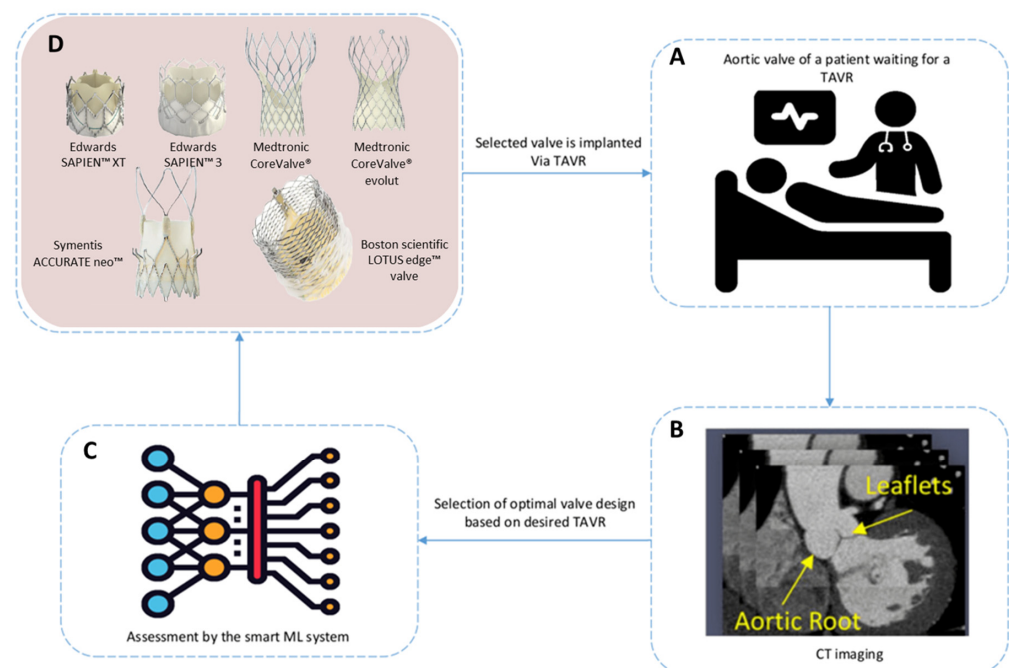 D
Edwards
SAPIEN™ XT
Edwards
SAPIEN™ 3
Medtronic
CoreValve®
Medtronic
CoreValve®
evolut
Symentis
ACCURATE neo™
Boston scientific
LOTUS edge™
valve
Selected valve is implanted
Via TAVR
A
Aortic valve of a patient waiting for a
TAVR
B
Leaflets
Aortic Root
CT imaging
Selection of optimal valve design
based on desired TAVR
C
Assessment by the smart ML system